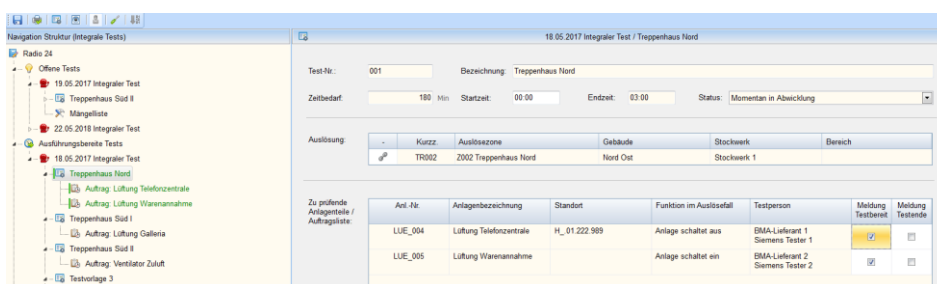 Navigation Struktur (Integrale Tests)
18.05.2017 Integraler Test / Treppenhaus Nord
Radio 24
Offene Tests
19.05.2017 Integraler Test
Treppenhaus Süd II
Mängelliste
22.05.2018 Integraler Test
Ausführungsbereite Tests
18.05.2017 Integraler Test
Treppenhaus Nord
Auftrag: Lüftung Telefonzentrale
Auftrag: Lüftung Warenannahme
Treppenhaus Süd I
Auftrag: Lüftung Galleria
Treppenhaus Süd II
Auftrag: Ventilator Zuluft
Testvorlage 3
Test-Nr.: 001 Bezeichnung: Treppenhaus Nord
Zeitbedarf: 180 Min Startzeit: 00:00 Endzeit: 03:00 Status: Momentan in Abwicklung
Auslösung: - Kurzz. Auslösezone Gebäude Stockwerk Bereich
TR002 Z002 Treppenhaus Nord Nord Ost Stockwerk 1
Zu prüfende
Anlagenteile /
Auftragsliste:
Anl.-Nr. Anlagenbezeichnung Standort Funktion im Auslösefall Testperson Meldung Testbereit Meldung Testende
LUE_004 Lüftung Telefonzentrale H_ 01.222.989 Anlage schaltet aus BMA-Lieferant 1
Siemens Tester 1
LUE_005 Lüftung Warenannahme Anlage schaltet ein BMA-Lieferant 2
Siemens Tester 2